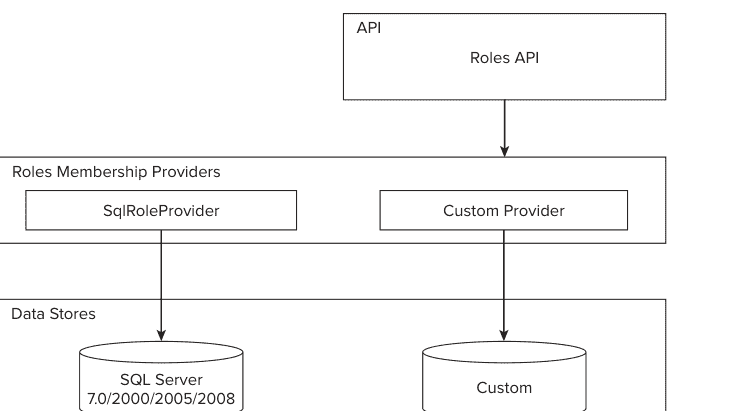 API
Roles API
Roles Membership Providers
SqlRoleProvider
Custom Provider
Data Stores
SQL Server
7.0/2000/2005/2008
Custom